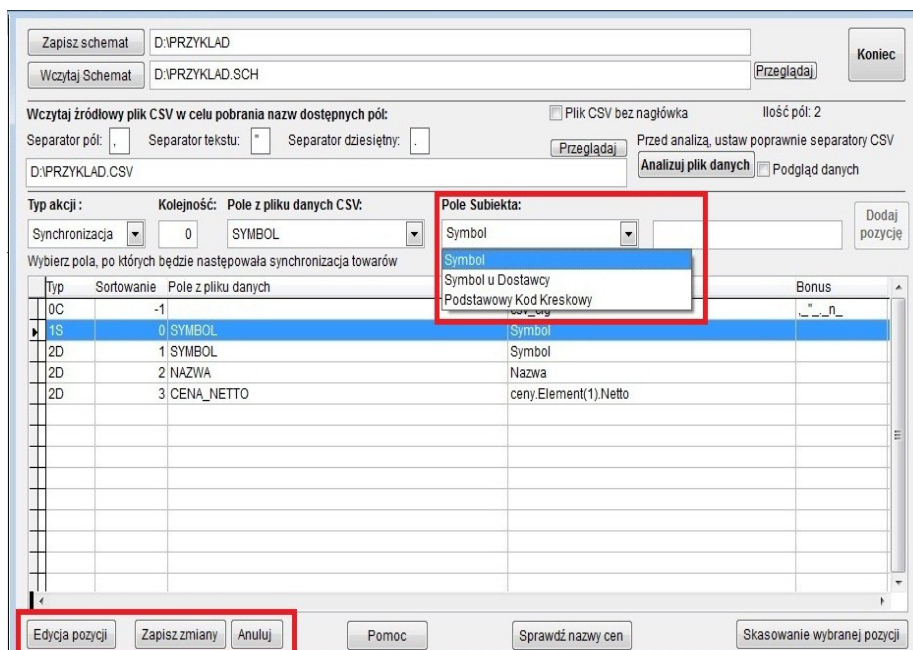 Zapisz schemat D:\PRZYKLAD Koniec
Wczytaj Schemat D:\PRZYKLAD.SCH Przeglądaj
Wczytaj źródłowy plik CSV w celu pobrania nazw dostępnych pól: Plik CSV bez nagłówka Ilość pól: 2
Separator pól: , Separator tekstu: " Separator dziesiętny: . Przeglądaj Przed analizą, ustaw poprawnie separatory CSV
D:\PRZYKLAD.CSV Analizuj plik danych Podgląd danych
Typ akcji : Kolejność: Pole z pliku danych CSV: Pole Subiekta: Dodaj pozycję
Synchronizacja 0 SYMBOL Symbol
Wybierz pola, po których będzie następowała synchronizacja towarów
Symbol
Symbol u Dostawcy
Podstawowy Kod Kreskowy
Typ Sortowanie Pole z pliku danych Bonus
0C -1 ,_"_._n_
1S 0 SYMBOL Symbol
2D 1 SYMBOL Symbol
2D 2 NAZWA Nazwa
2D 3 CENA_NETTO ceny.Element(1).Netto
Edycja pozycji Zapisz zmiany Anuluj Pomoc Sprawdź nazwy cen Skasowanie wybranej pozycji